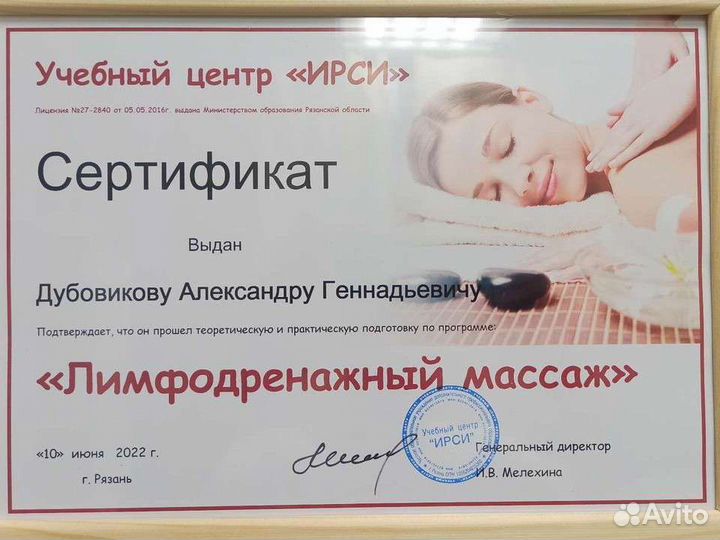 Учебный центр «ИРСИ»
Лицензия №27-2840 от 05.05.2016г. выдана Министерством образования Рязанской области
Сертификат
Выдан
Дубовикову Александру Геннадьевичу
Подтверждает, что он прошел теоретическую и практическую подготовку по программе:
«Лимфодренажный массаж»
«10» июня 2022 г.
г. Рязань
Учебный центр
"ИРСИ"
Генеральный директор
И.В. Мелехина
Avito